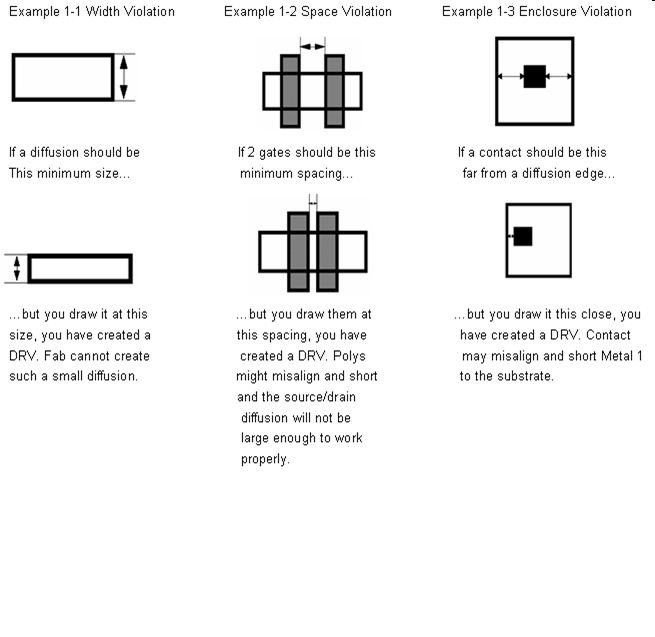 Example 1-1 Width Violation
If a diffusion should be
This minimum size...
...but you draw it at this
size, you have created a
DRV. Fab cannot create
such a small diffusion.
Example 1-2 Space Violation
If 2 gates should be this
minimum spacing...
...but you draw them at
this spacing, you have
created a DRV. Polys
might misalign and short
and the source/drain
diffusion will not be
large enough to work
properly.
Example 1-3 Enclosure Violation
If a contact should be this
far from a diffusion edge...
...but you draw it this close, you
have created a DRV. Contact
may misalign and short Metal 1
to the substrate.